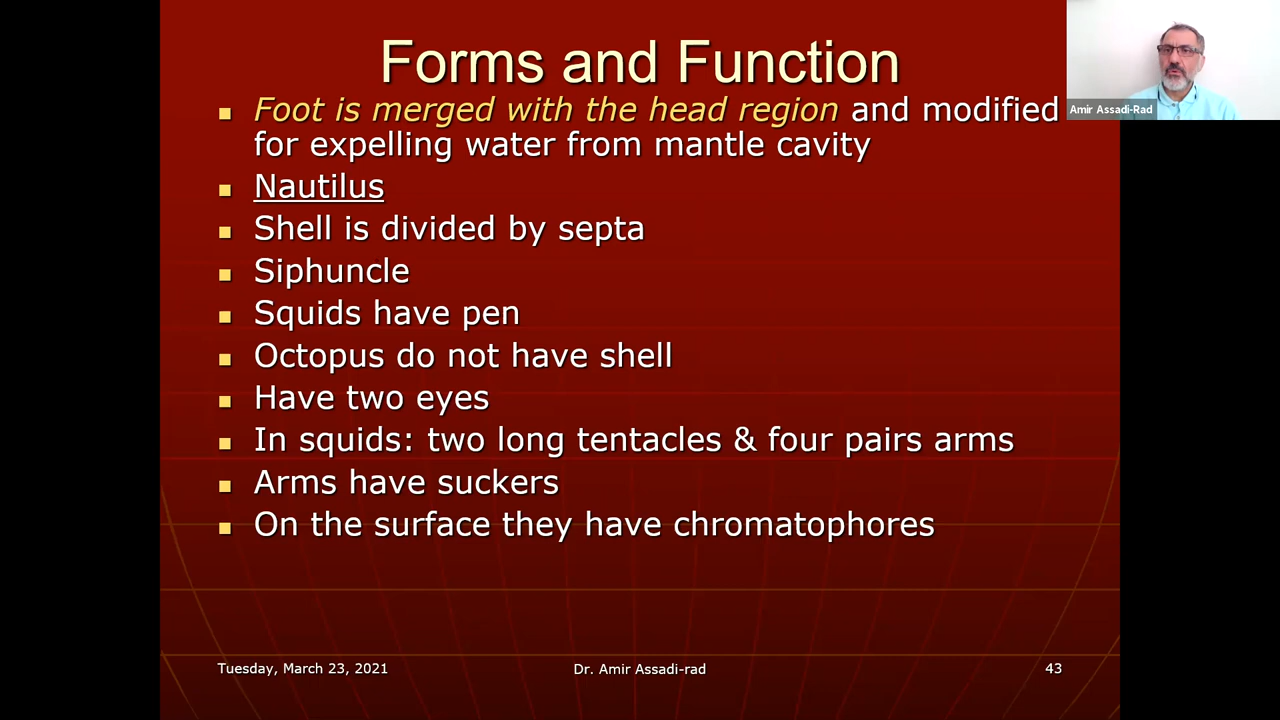 Forms and Function
Foot is merged with the head region and modified
for expelling water from mantle cavity
Nautilus
Shell is divided by septa
Siphuncle
Squids have pen
Octopus do not have shell
Have two eyes
In squids: two long tentacles & four pairs arms
Arms have suckers
On the surface they have chromatophores
Tuesday, March 23, 2021
Dr. Amir Assadi-rad
43
Amir Assadi-Rad